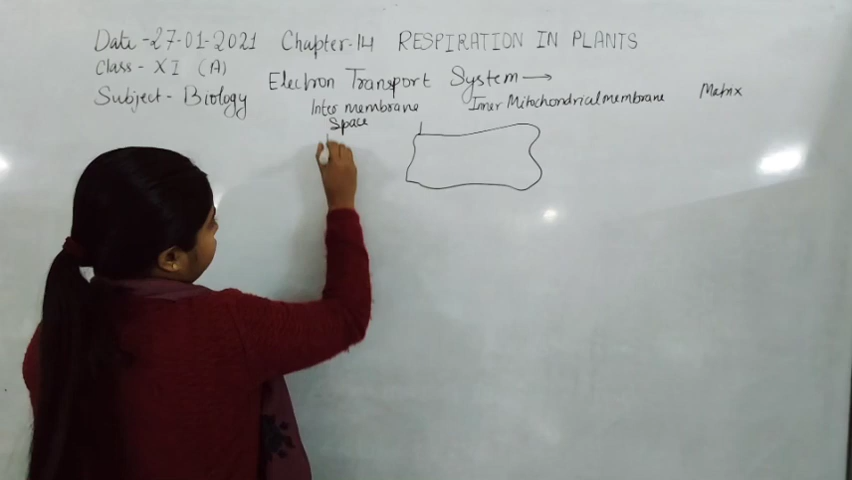 Date -27-01-2021 Chapter-14 RESPIRATION IN PLANTS
Class - XI (A)
Electron Transport System →
Subject - Biology
Inter membrane Space
Inner Mitochondrial membrane
Matrix